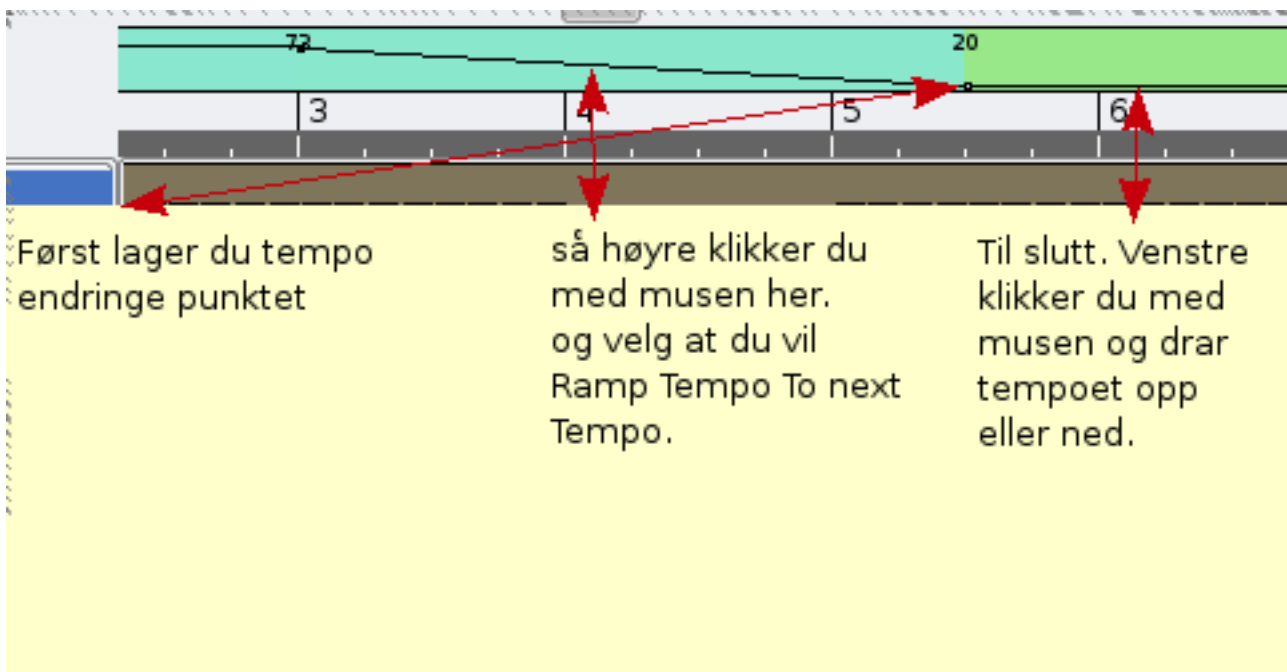 73
20
3
4
5
6
Først lager du tempo
endringe punktet
så høyre klikker du
med musen her.
og velg at du vil
Ramp Tempo To next
Tempo.
Til slutt. Venstre
klikker du med
musen og drar
tempoet opp
eller ned.